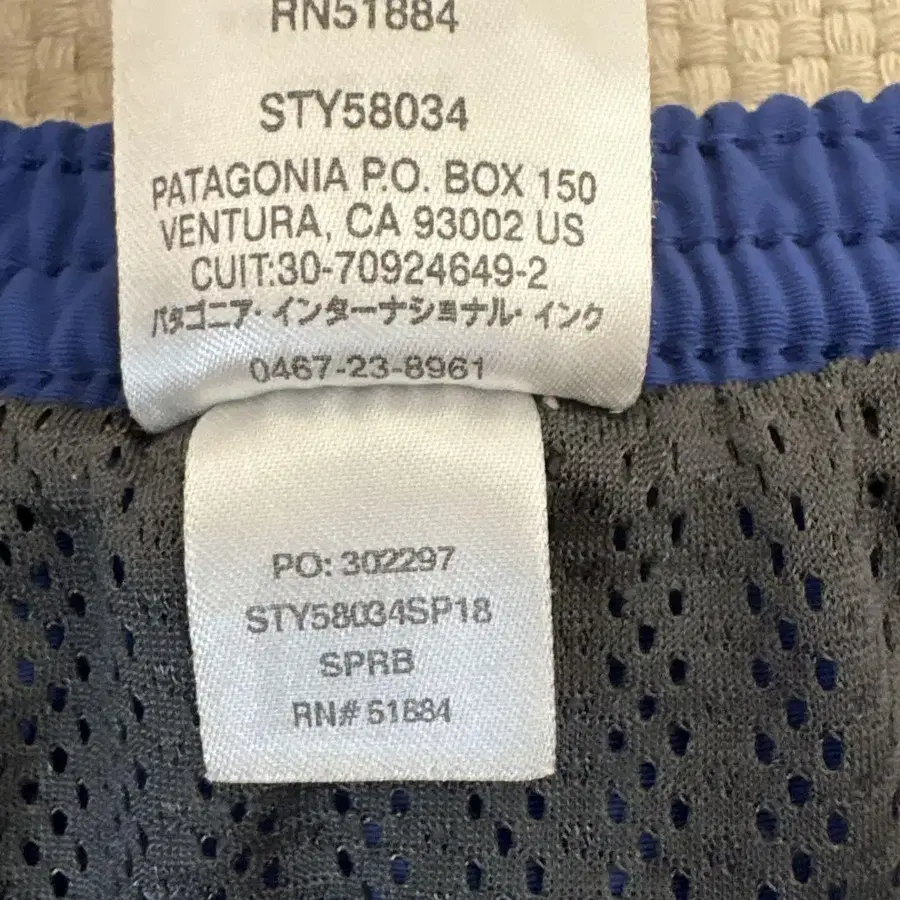 RN51884
STY58034
PATAGONIA P.O. BOX 150
VENTURA, CA 93002 US
CUIT:30-70924649-2
パタゴニア・インターナショナル・インク
0467-23-8961
PO: 302297
STY58034SP18
SPRB
RN# 51884